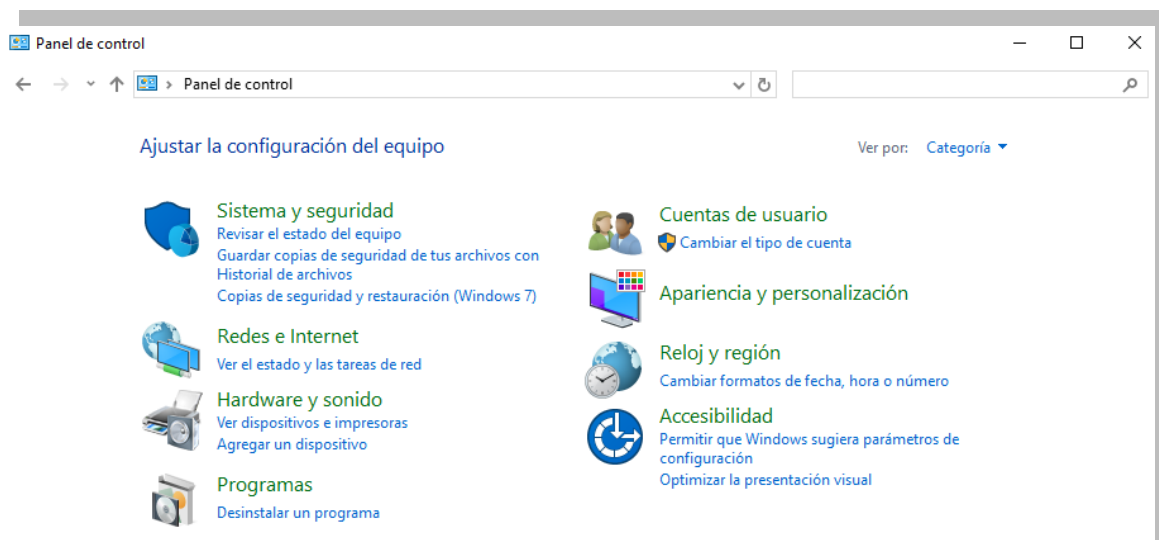 Panel de control
Panel de control
Ajustar la configuración del equipo
Ver por: Categoría
Sistema y seguridad
Revisar el estado del equipo
Guardar copias de seguridad de tus archivos con
Historial de archivos
Copias de seguridad y restauración (Windows 7)
Redes e Internet
Ver el estado y las tareas de red
Hardware y sonido
Ver dispositivos e impresoras
Agregar un dispositivo
Programas
Desinstalar un programa
Cuentas de usuario
Cambiar el tipo de cuenta
Apariencia y personalización
Reloj y región
Cambiar formatos de fecha, hora o número
Accesibilidad
Permitir que Windows sugiera parámetros de
configuración
Optimizar la presentación visual